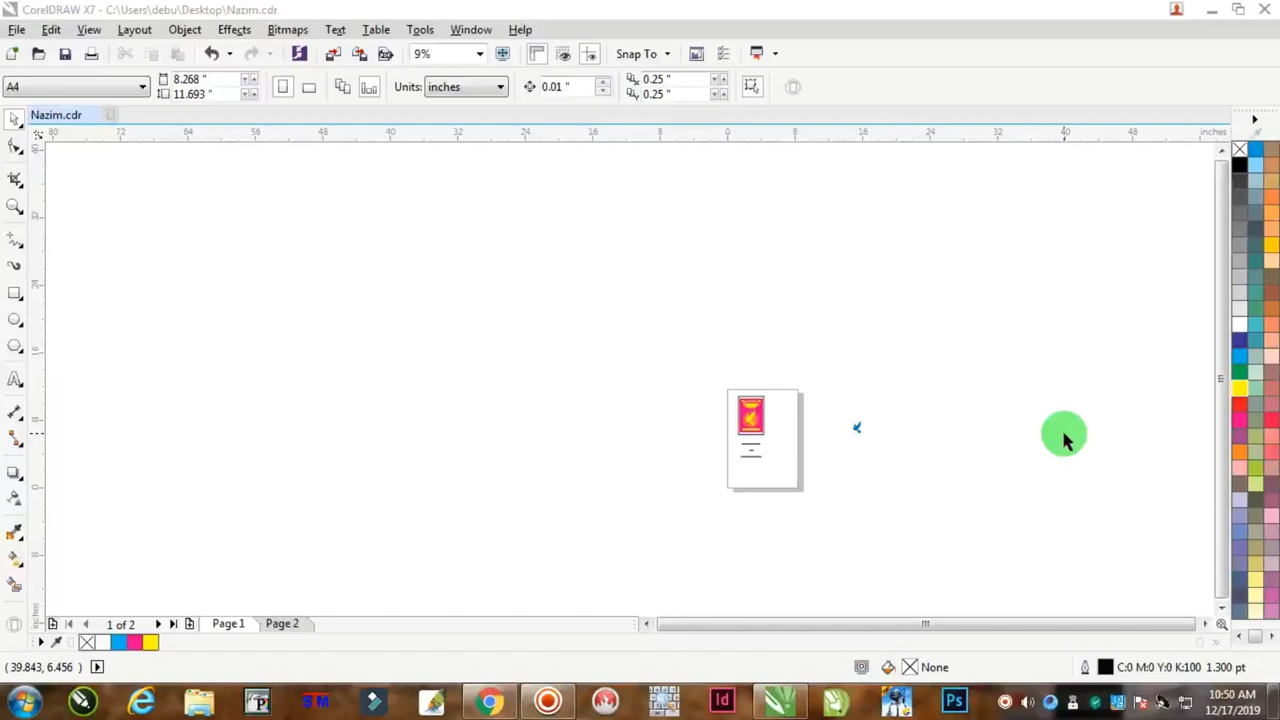 CorelDRAW X7 - C:\Users\debu\Desktop\Nazim.cdr
File Edit View Layout Object Effects Bitmaps Text Table Tools Window Help
9% Snap To
A4 8.268 " 11.693 " Units: inches 0.01 " 0.25 " 0.25 "
Nazim.cdr
80 72 64 56 48 40 32 24 16 8 0 8 16 24 32 40 48 inches
1 of 2 Page 1 Page 2
(39.843, 6.456 ) None C:0 M:0 Y:0 K:100 1.300 pt
Id Ps 10:50 AM
12/17/2019